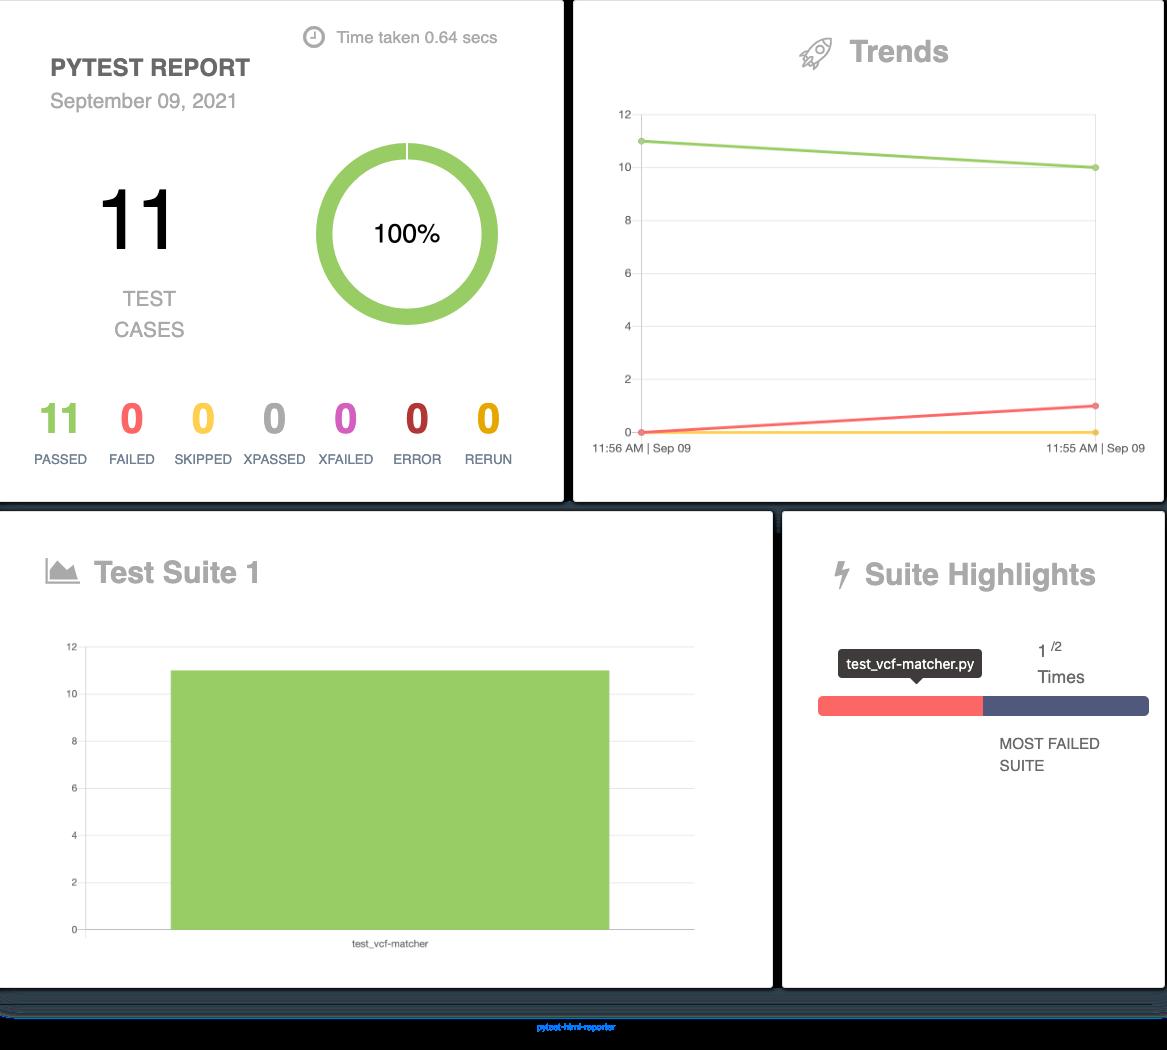 Time taken 0.64 secs
PYTEST REPORT
September 09, 2021
11
TEST
CASES
100%
11 0 0 0 0 0 0
PASSED FAILED SKIPPED XPASSED XFAILED ERROR RERUN
Trends
12
10
8
6
4
2
0
11:56 AM | Sep 09 11:55 AM | Sep 09
Test Suite 1
12
10
8
6
4
2
0
test_vcf-matcher
Suite Highlights
test_vcf-matcher.py
1 /2
Times
MOST FAILED
SUITE
pytest-html-reporter